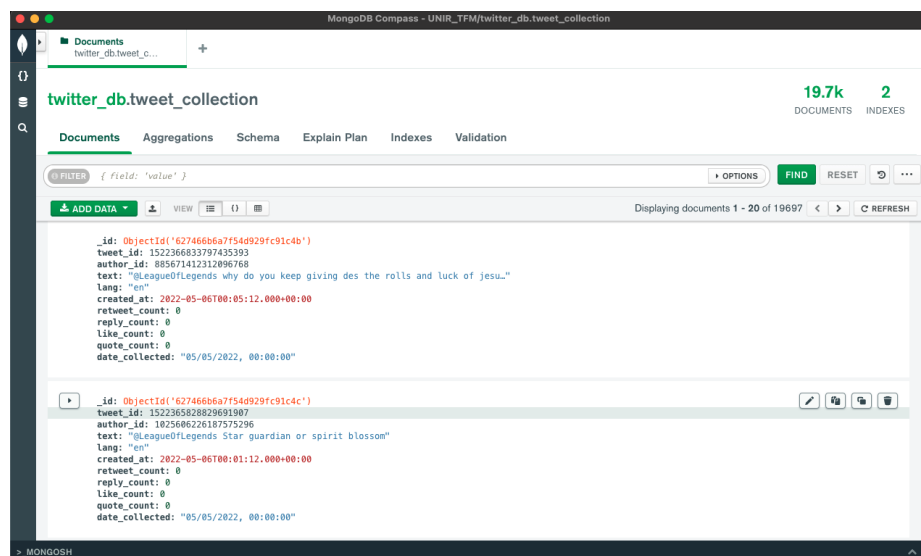 MongoDB Compass - UNIR_TFM/twitter_db.tweet_collection
Documents
twitter_db.tweet_c...
+
{}
twitter_db.tweet_collection
19.7k 2
DOCUMENTS INDEXES
Documents Aggregations Schema Explain Plan Indexes Validation
FILTER { field: 'value' } OPTIONS FIND RESET ...
ADD DATA VIEW {} Displaying documents 1 - 20 of 19697 < > REFRESH
_id: ObjectId('627466b6a7f54d929fc91c4b')
tweet_id: 1522366833797435393
author_id: 885671412312096768
text: "@LeagueOfLegends why do you keep giving des the rolls and luck of jesu…"
lang: "en"
created_at: 2022-05-06T00:05:12.000+00:00
retweet_count: 0
reply_count: 0
like_count: 0
quote_count: 0
date_collected: "05/05/2022, 00:00:00"
_id: ObjectId('627466b6a7f54d929fc91c4c')
tweet_id: 1522365828829691907
author_id: 1025606226187575296
text: "@LeagueOfLegends Star guardian or spirit blossom"
lang: "en"
created_at: 2022-05-06T00:01:12.000+00:00
retweet_count: 0
reply_count: 0
like_count: 0
quote_count: 0
date_collected: "05/05/2022, 00:00:00"
> MONGOSH